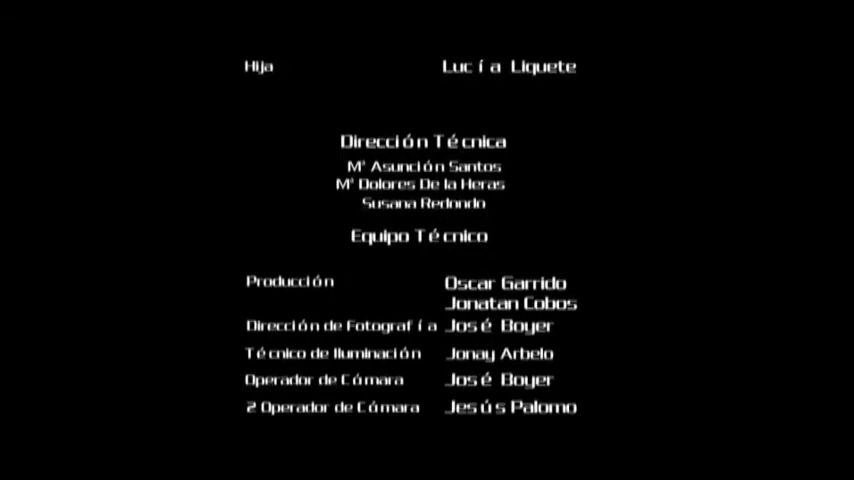 Hija Lucía Liquete
Dirección Técnica
Mª Asunción Santos
Mª Dolores De la Heras
Susana Redondo
Equipo Técnico
Producción Oscar Garrido
Jonatan Cobos
Dirección de Fotografía José Boyer
Técnico de Iluminación Jonay Arbelo
Operador de Cómara José Boyer
2 Operador de Cómara Jesús Palomo